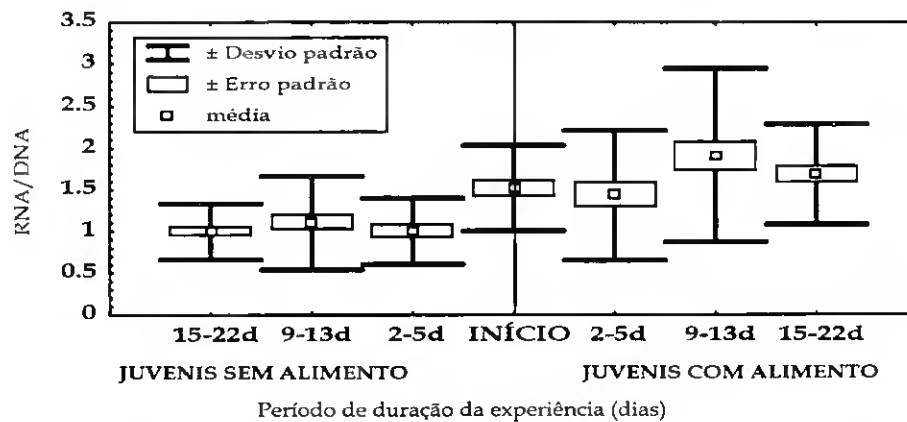 3.5
3
2.5
2
1.5
1
0.5
0
RNA/DNA
± Desvio padrão
± Erro padrão
média
15-22d 9-13d 2-5d INÍCIO 2-5d 9-13d 15-22d
JUVENIS SEM ALIMENTO JUVENIS COM ALIMENTO
Período de duração da experiência (dias)